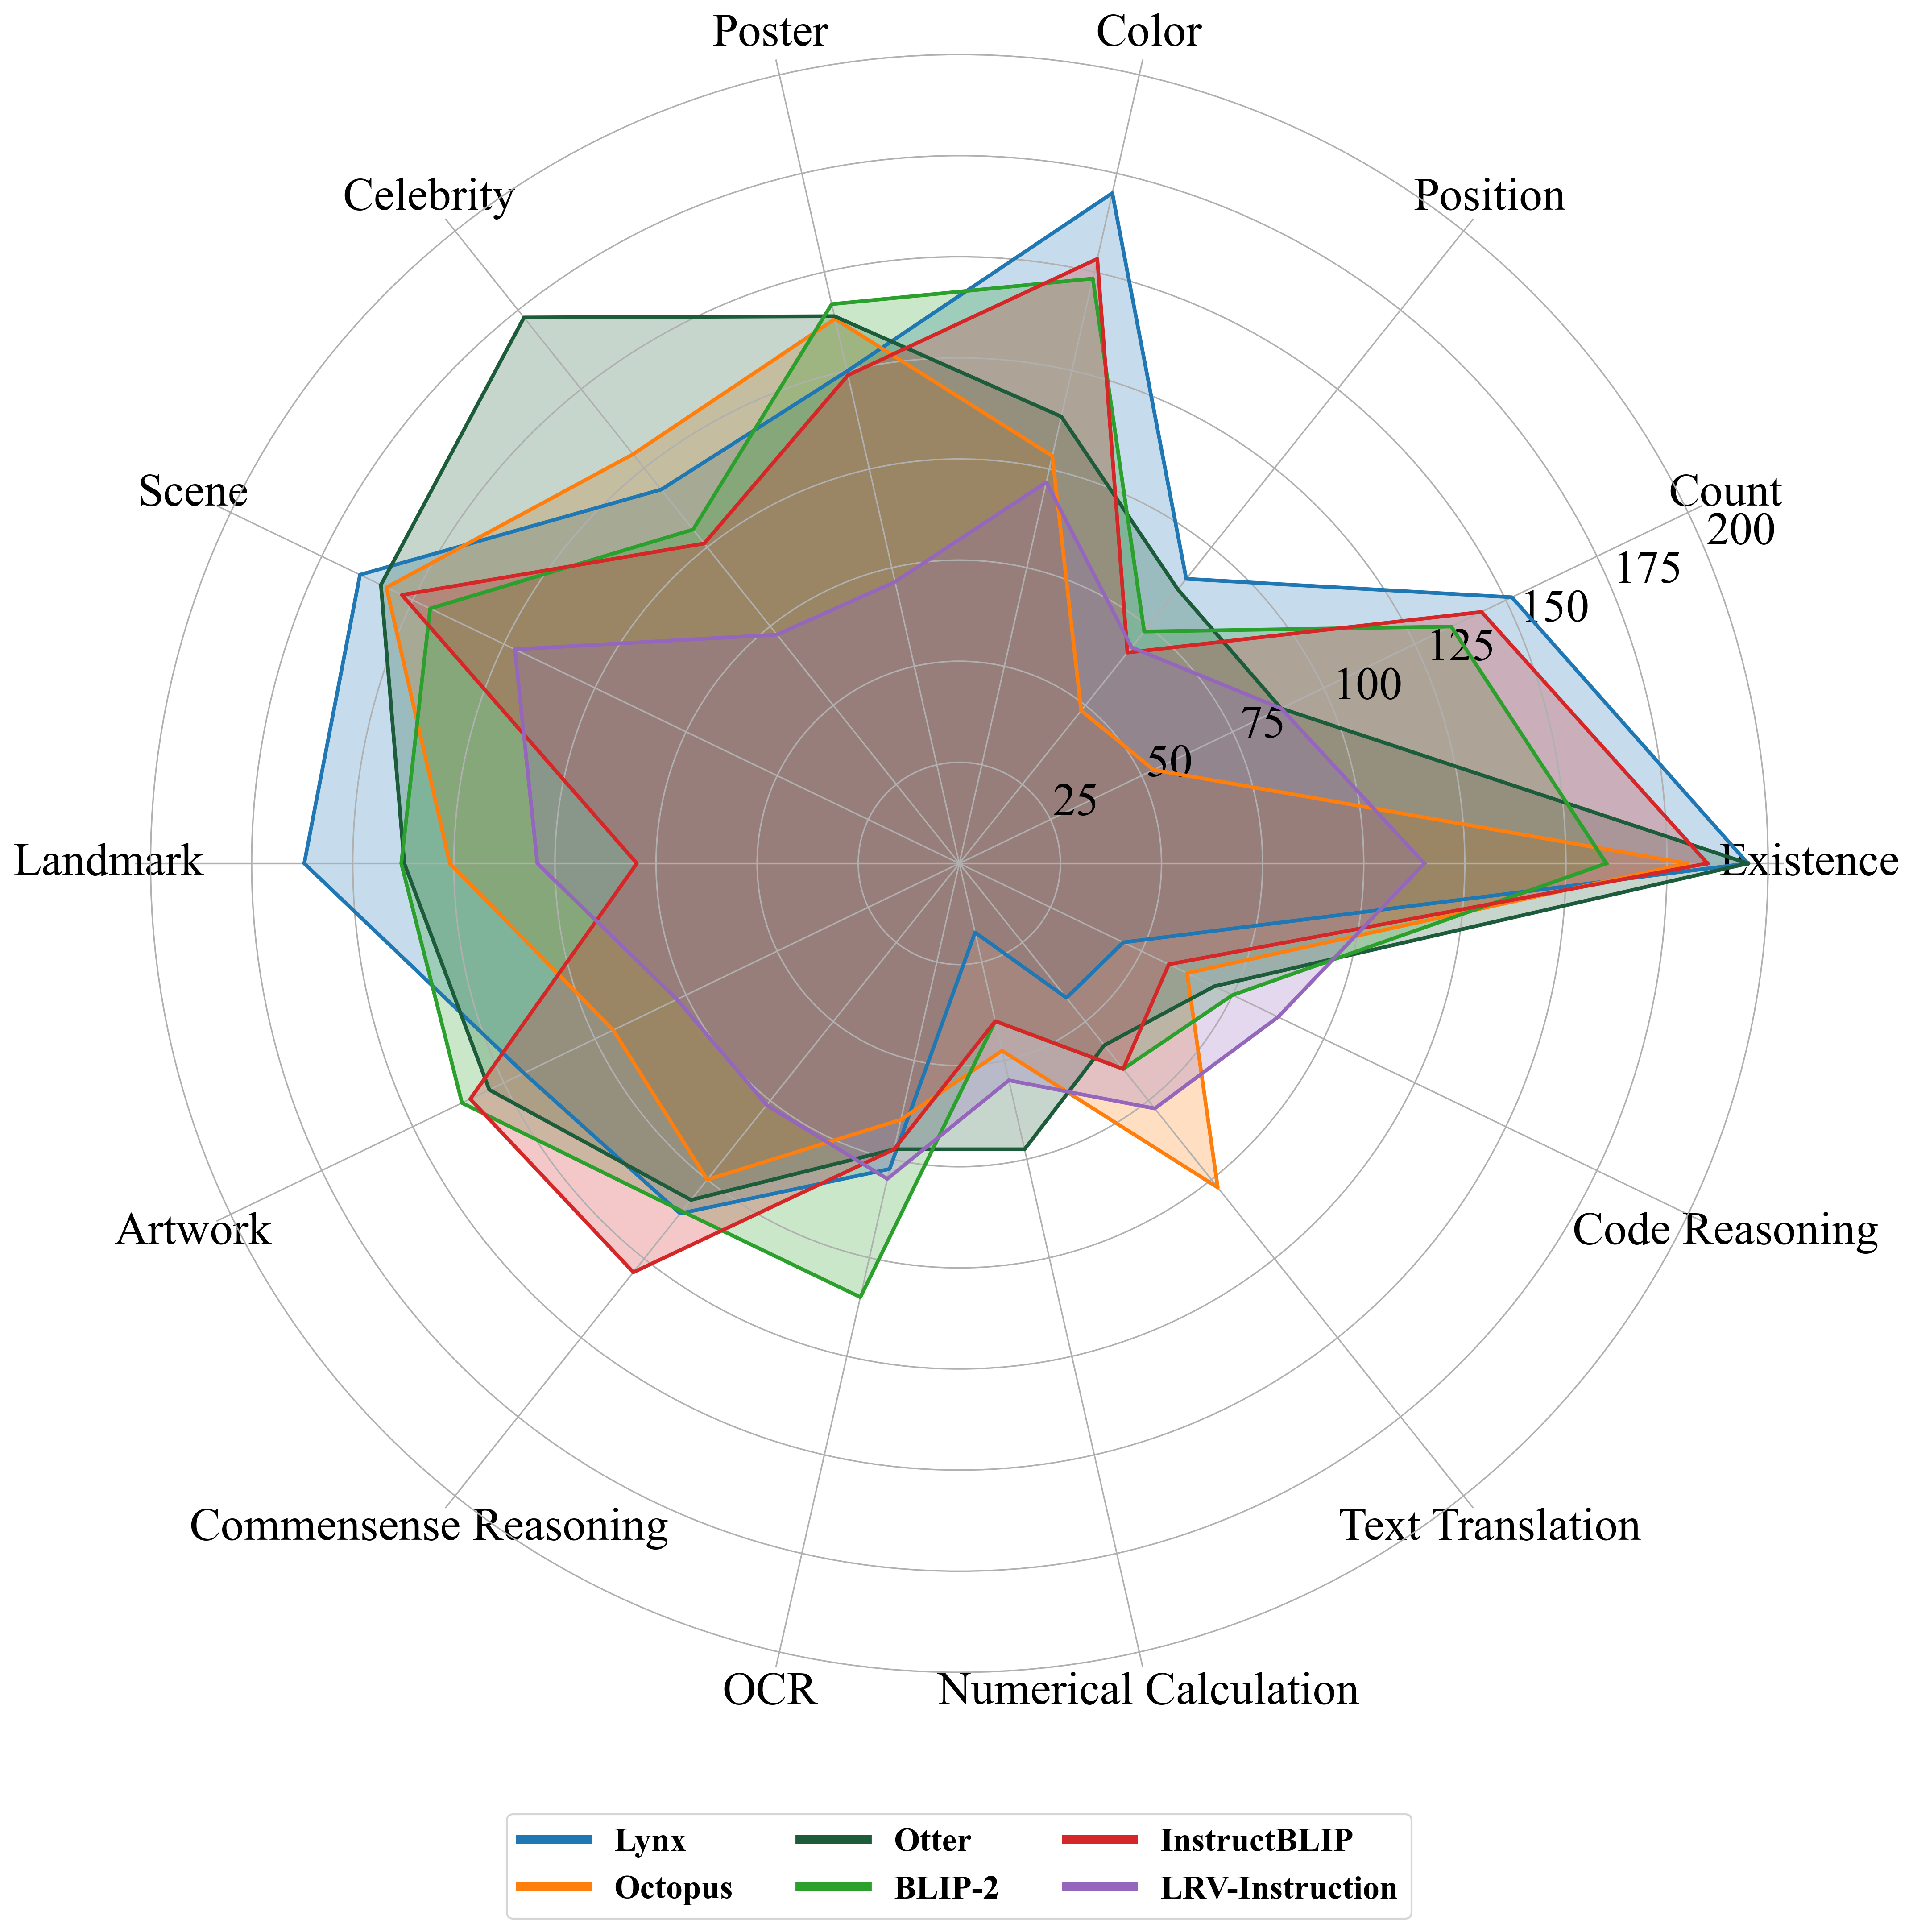 Poster Color
Celebrity Position
Scene Count
200
175
150
125
100
75
50
25
Landmark Existence
Artwork Code Reasoning
Commensense Reasoning Text Translation
OCR Numerical Calculation
Lynx Otter InstructBLIP
Octopus BLIP-2 LRV-Instruction